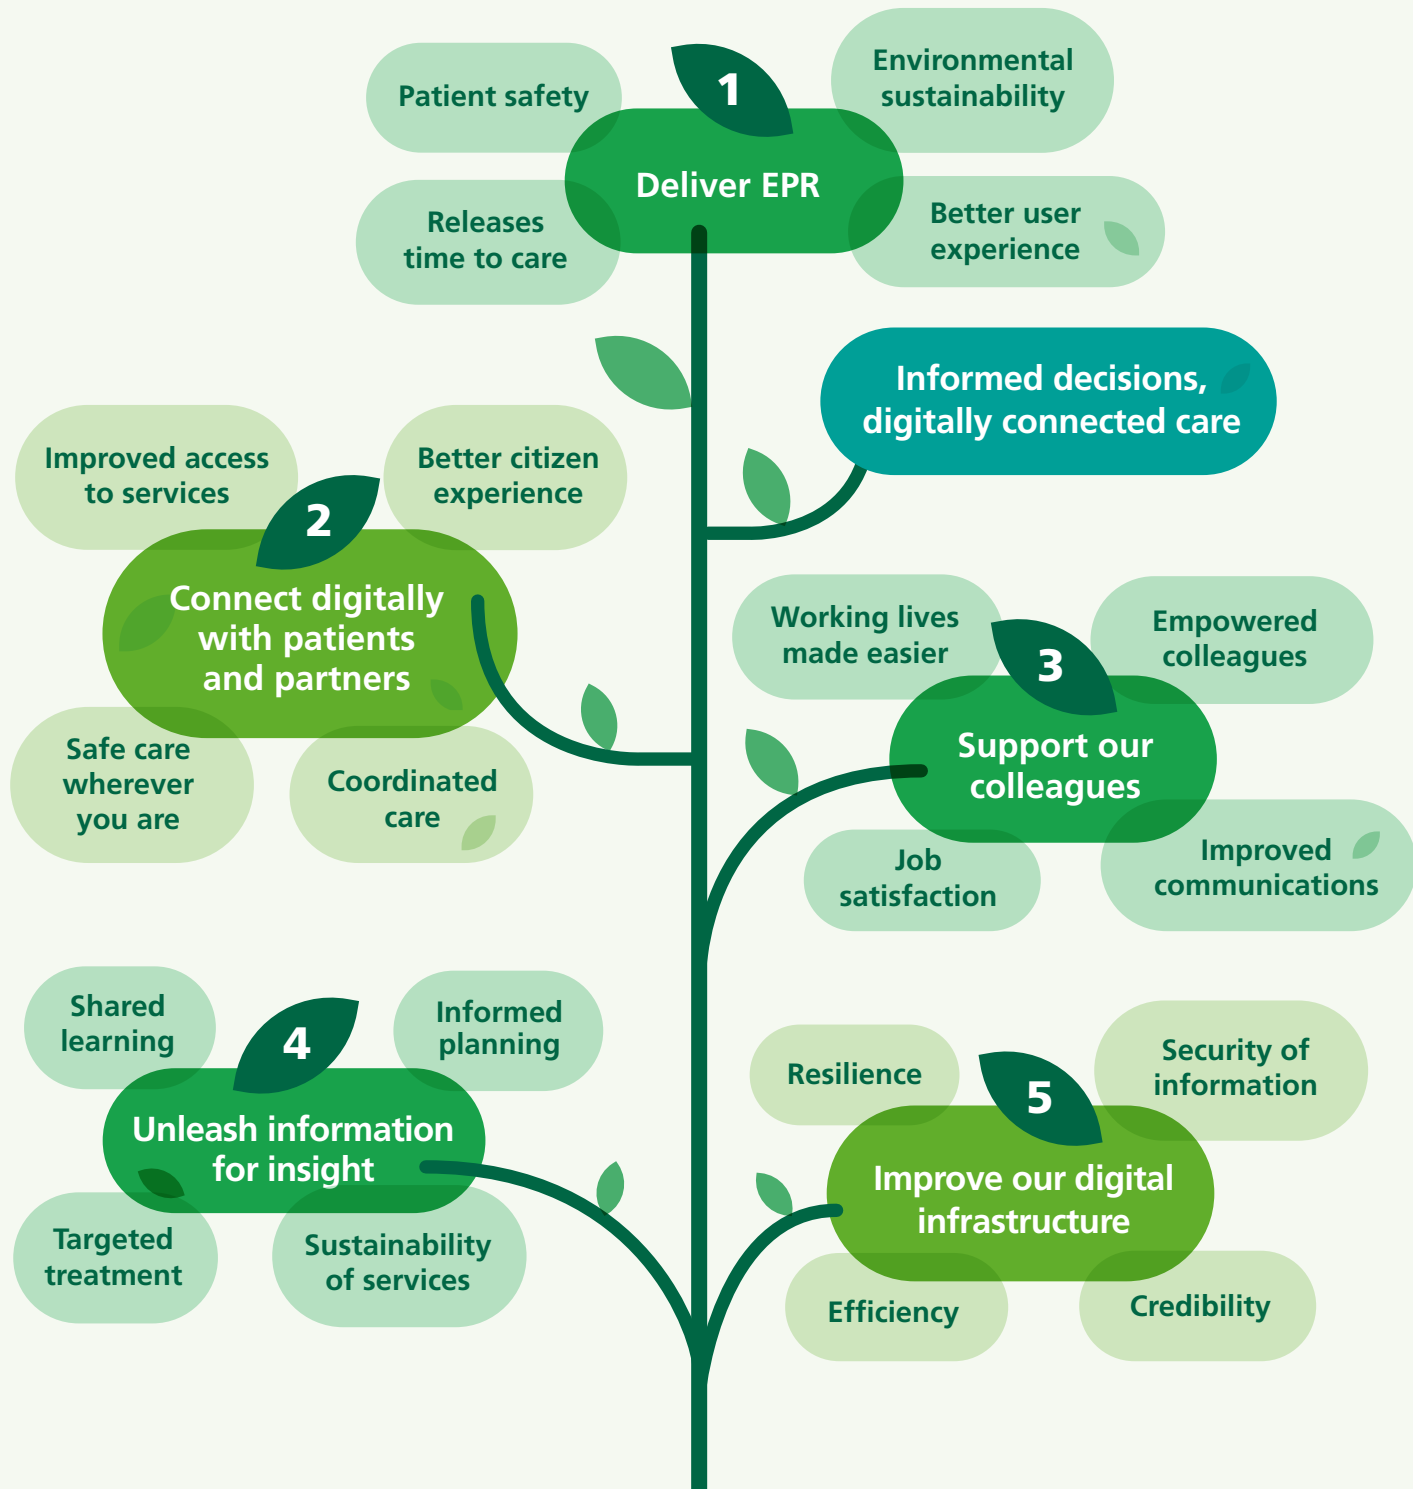 1
Patient safety
Environmental
sustainability
Deliver EPR
Releases
time to care
Better user
experience
Informed decisions,
digitally connected care
2
Improved access
to services
Better citizen
experience
Connect digitally
with patients
and partners
Safe care
wherever
you are
Coordinated
care
3
Working lives
made easier
Empowered
colleagues
Support our
colleagues
Job
satisfaction
Improved
communications
4
Shared
learning
Informed
planning
Unleash information
for insight
Targeted
treatment
Sustainability
of services
5
Resilience
Security of
information
Improve our digital
infrastructure
Efficiency
Credibility